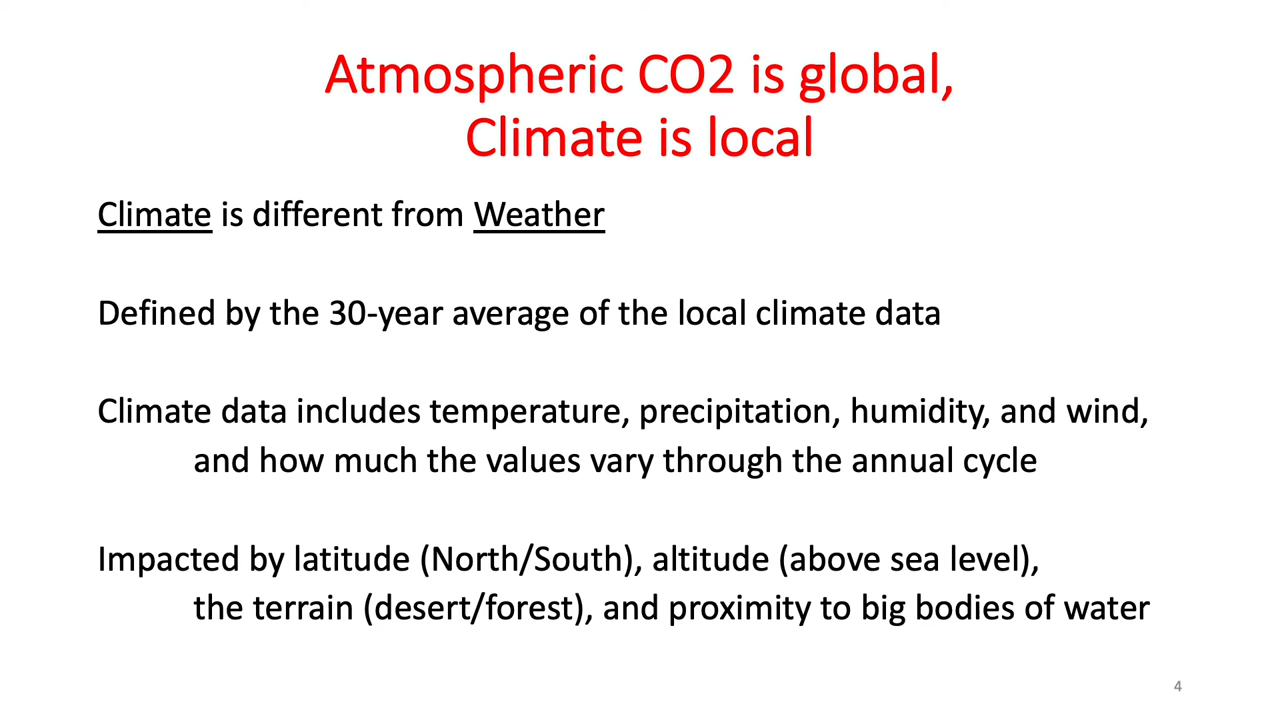 Atmospheric CO2 is global,
Climate is local
Climate is different from Weather
Defined by the 30-year average of the local climate data
Climate data includes temperature, precipitation, humidity, and wind,
and how much the values vary through the annual cycle
Impacted by latitude (North/South), altitude (above sea level),
the terrain (desert/forest), and proximity to big bodies of water
4